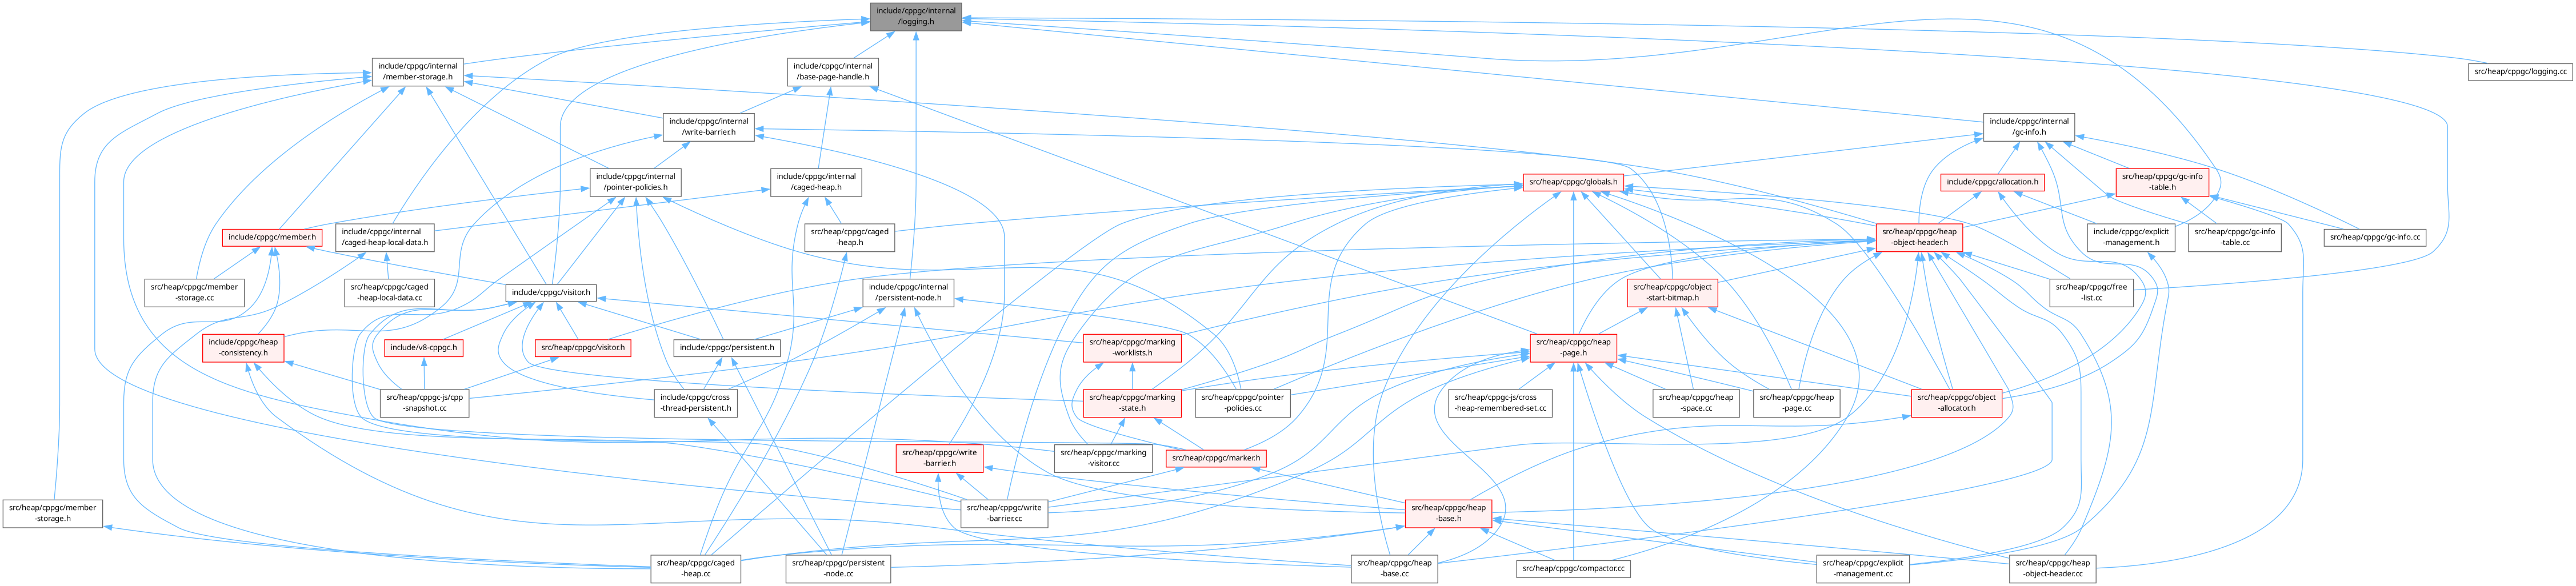 include/cppgc/internal
/logging.h
include/cppgc/internal
/member-storage.h
include/cppgc/internal
/base-page-handle.h
src/heap/cppgc/logging.cc
include/cppgc/internal
/write-barrier.h
include/cppgc/internal
/gc-info.h
include/cppgc/internal
/pointer-policies.h
include/cppgc/internal
/caged-heap.h
src/heap/cppgc/globals.h
include/cppgc/allocation.h
src/heap/cppgc/gc-info
-table.h
include/cppgc/member.h
include/cppgc/internal
/caged-heap-local-data.h
src/heap/cppgc/caged
-heap.h
src/heap/cppgc/heap
-object-header.h
include/cppgc/explicit
-management.h
src/heap/cppgc/gc-info
-table.cc
src/heap/cppgc/gc-info.cc
src/heap/cppgc/member
-storage.cc
src/heap/cppgc/caged
-heap-local-data.cc
include/cppgc/visitor.h
include/cppgc/internal
/persistent-node.h
src/heap/cppgc/object
-start-bitmap.h
src/heap/cppgc/free
-list.cc
include/cppgc/heap
-consistency.h
include/v8-cppgc.h
src/heap/cppgc/visitor.h
include/cppgc/persistent.h
src/heap/cppgc/marking
-worklists.h
src/heap/cppgc/heap
-page.h
src/heap/cppgc-js/cpp
-snapshot.cc
include/cppgc/cross
-thread-persistent.h
src/heap/cppgc/marking
-state.h
src/heap/cppgc/pointer
-policies.cc
src/heap/cppgc-js/cross
-heap-remembered-set.cc
src/heap/cppgc/heap
-space.cc
src/heap/cppgc/heap
-page.cc
src/heap/cppgc/object
-allocator.h
src/heap/cppgc/write
-barrier.h
src/heap/cppgc/marking
-visitor.cc
src/heap/cppgc/marker.h
src/heap/cppgc/member
-storage.h
src/heap/cppgc/write
-barrier.cc
src/heap/cppgc/heap
-base.h
src/heap/cppgc/caged
-heap.cc
src/heap/cppgc/persistent
-node.cc
src/heap/cppgc/heap
-base.cc
src/heap/cppgc/compactor.cc
src/heap/cppgc/explicit
-management.cc
src/heap/cppgc/heap
-object-header.cc